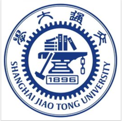 學大通交
SHANGHAI JIAO TONG UNIVERSITY
1896